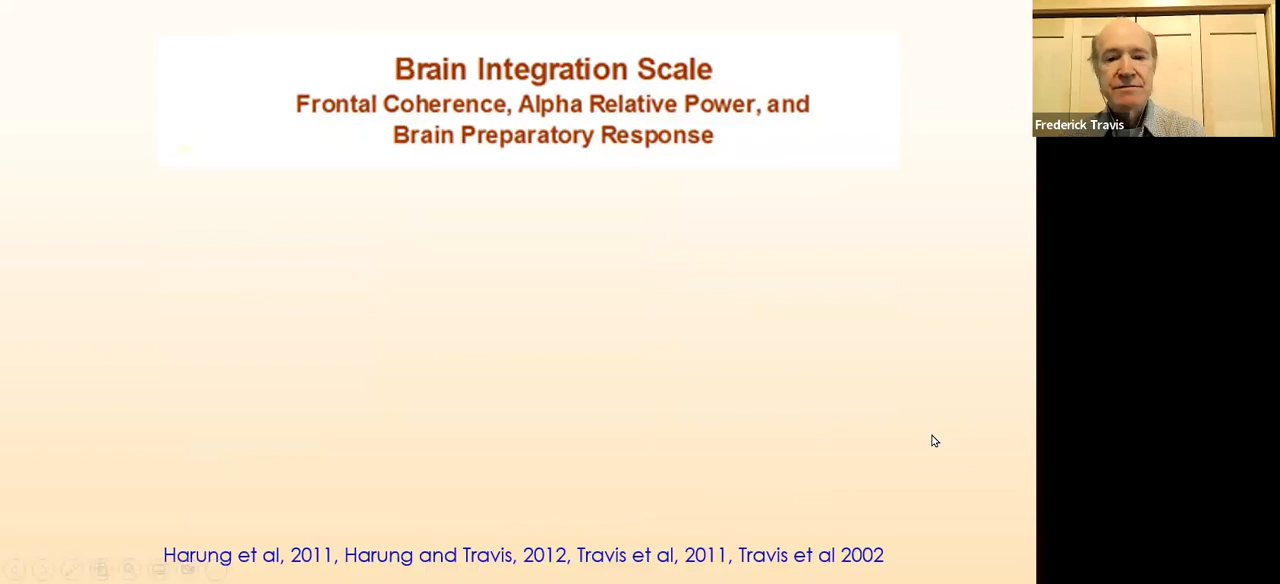 Brain Integration Scale
Frontal Coherence, Alpha Relative Power, and
Brain Preparatory Response
Frederick Travis
Harung et al, 2011, Harung and Travis, 2012, Travis et al, 2011, Travis et al 2002